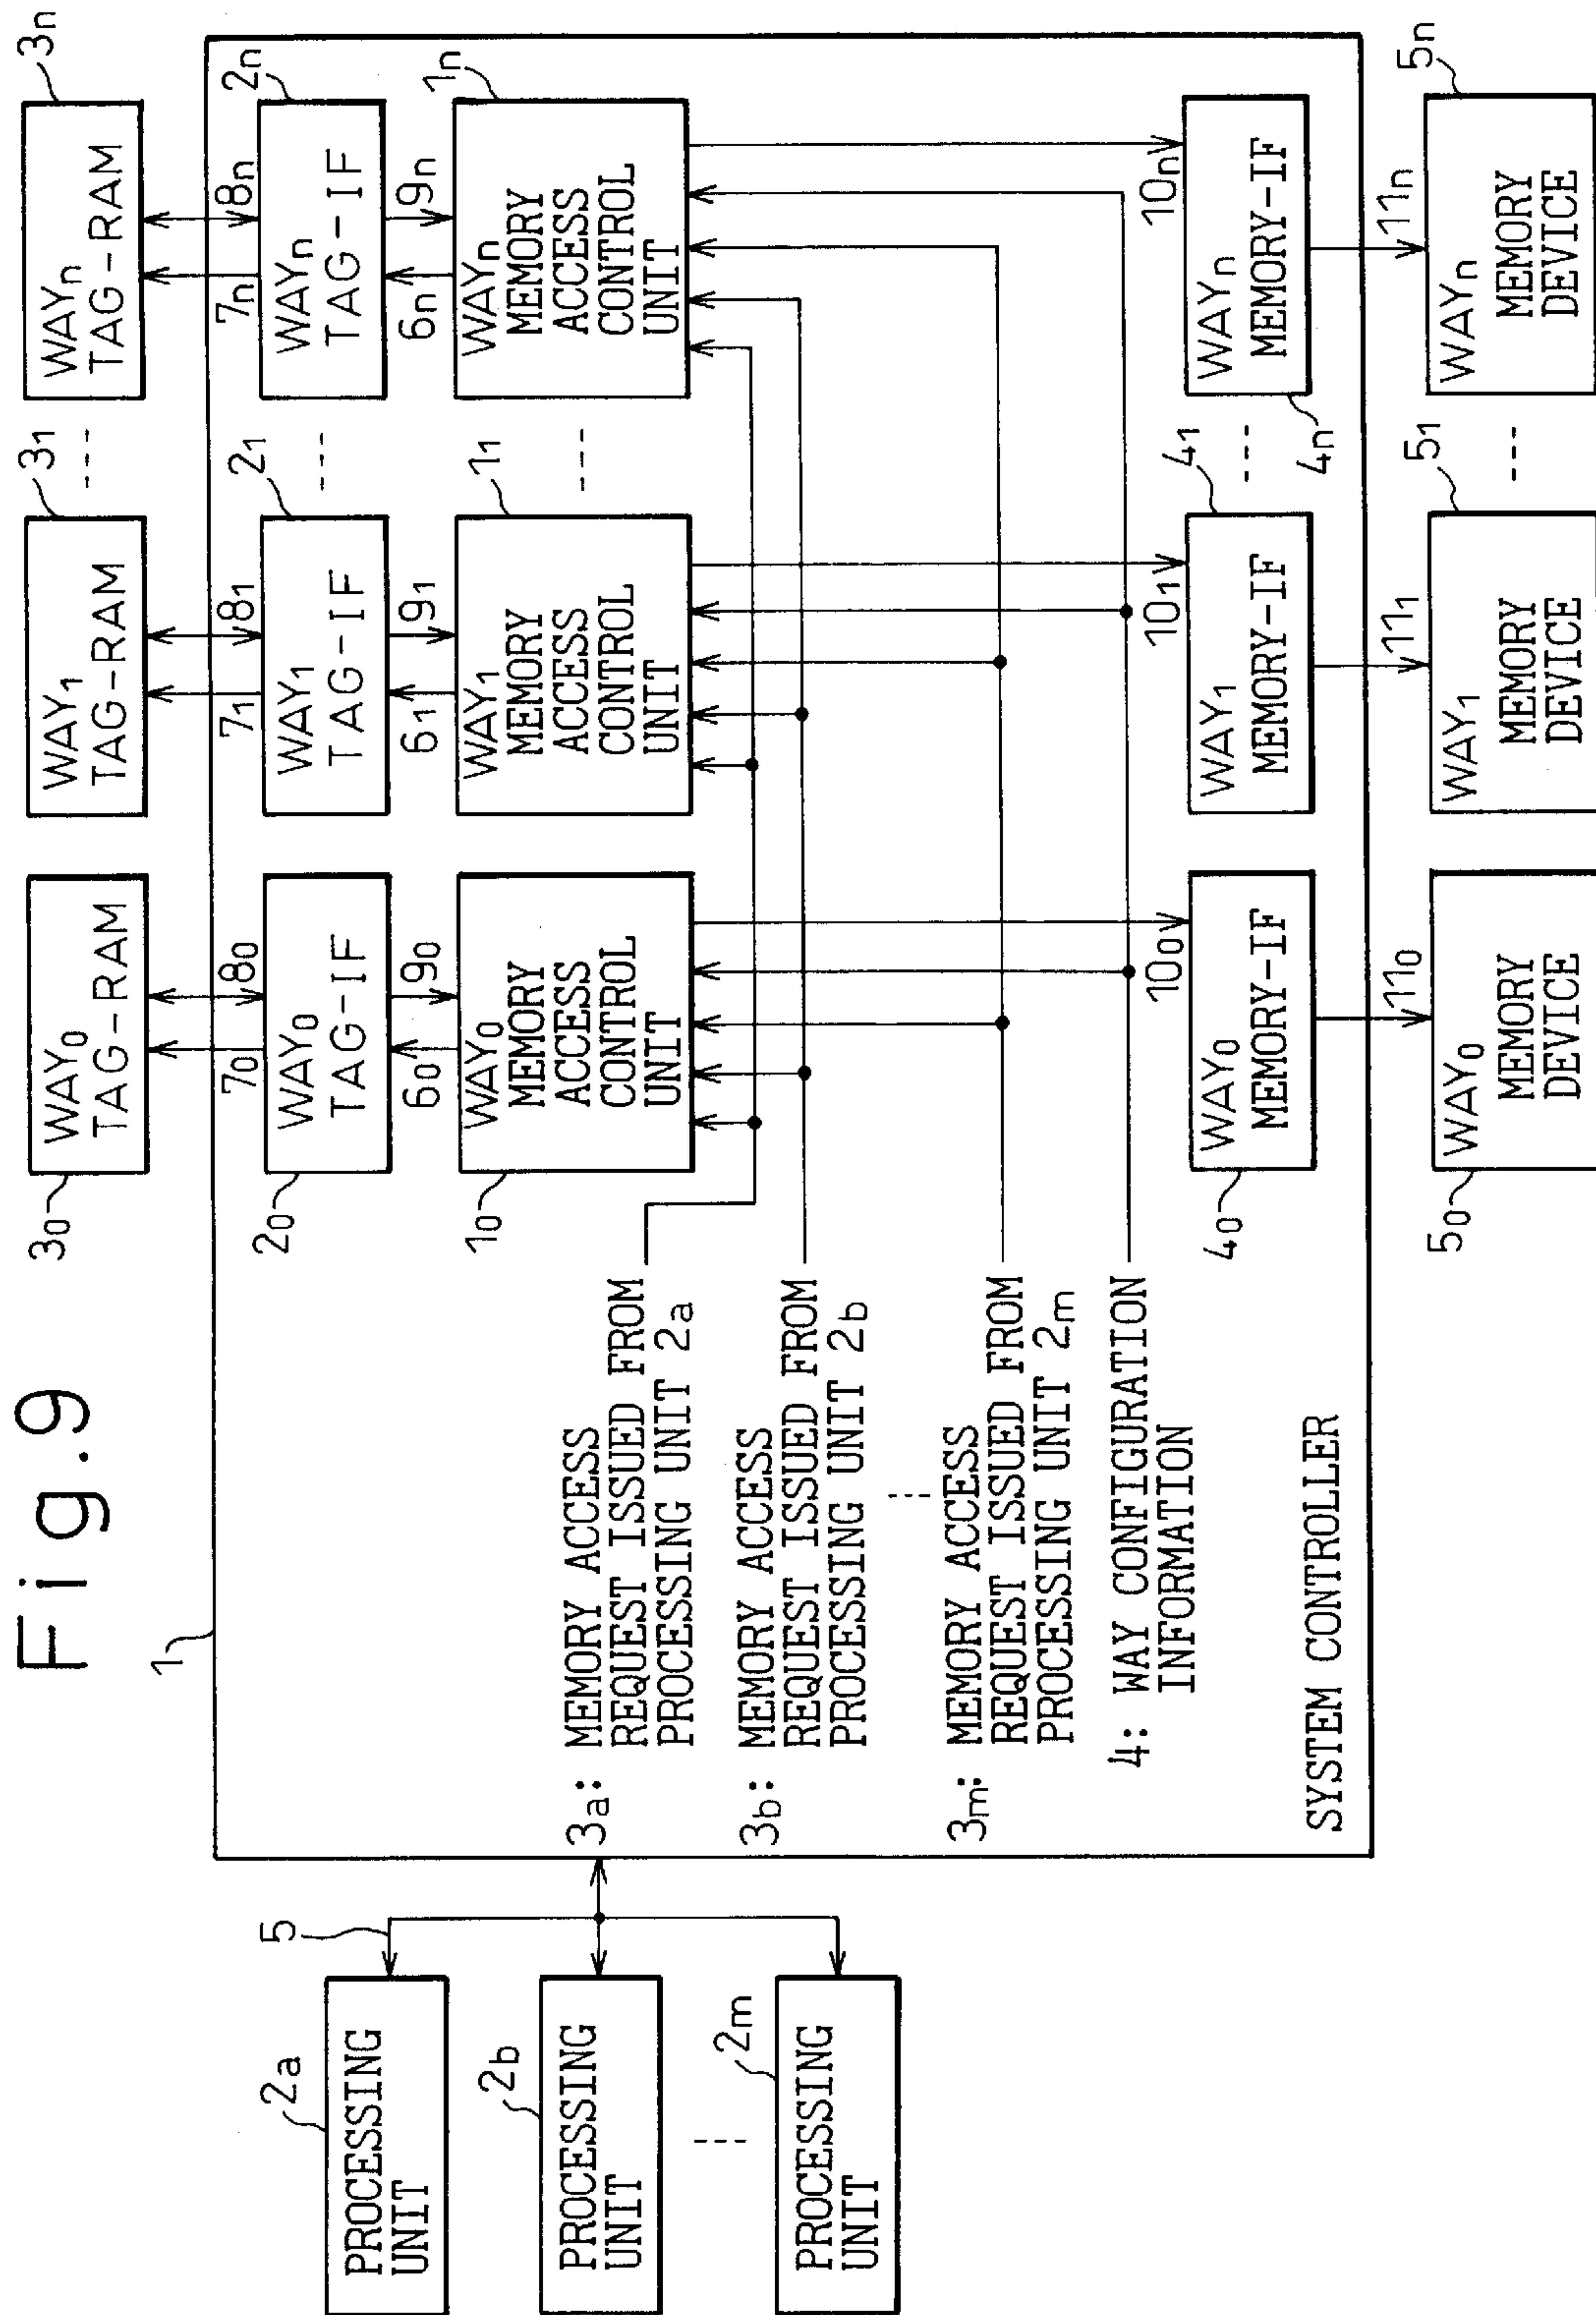 Fig.9
3₀
WAY₀
TAG-RAM
3₁
WAY₁
TAG-RAM
---
3n
WAYn
TAG-RAM
1
7₀
8₀
7₁
8₁
7n
8n
2₀
WAY₀
TAG-IF
2₁
WAY₁
TAG-IF
---
2n
WAYn
TAG-IF
6₀
9₀
6₁
9₁
6n
9n
1₀
WAY₀
MEMORY
ACCESS
CONTROL
UNIT
1₁
WAY₁
MEMORY
ACCESS
CONTROL
UNIT
---
1n
WAYn
MEMORY
ACCESS
CONTROL
UNIT
5
2a
PROCESSING
UNIT
2b
PROCESSING
UNIT
---
2m
PROCESSING
UNIT
3a: MEMORY ACCESS
REQUEST ISSUED FROM
PROCESSING UNIT 2a
3b: MEMORY ACCESS
REQUEST ISSUED FROM
PROCESSING UNIT 2b
---
3m: MEMORY ACCESS
REQUEST ISSUED FROM
PROCESSING UNIT 2m
4: WAY CONFIGURATION
INFORMATION
SYSTEM CONTROLLER
10₀
10₁
10n
4₀
WAY₀
MEMORY-IF
4₁
WAY₁
MEMORY-IF
---
4n
WAYn
MEMORY-IF
11₀
11₁
11n
5₀
WAY₀
MEMORY
DEVICE
5₁
WAY₁
MEMORY
DEVICE
---
5n
WAYn
MEMORY
DEVICE